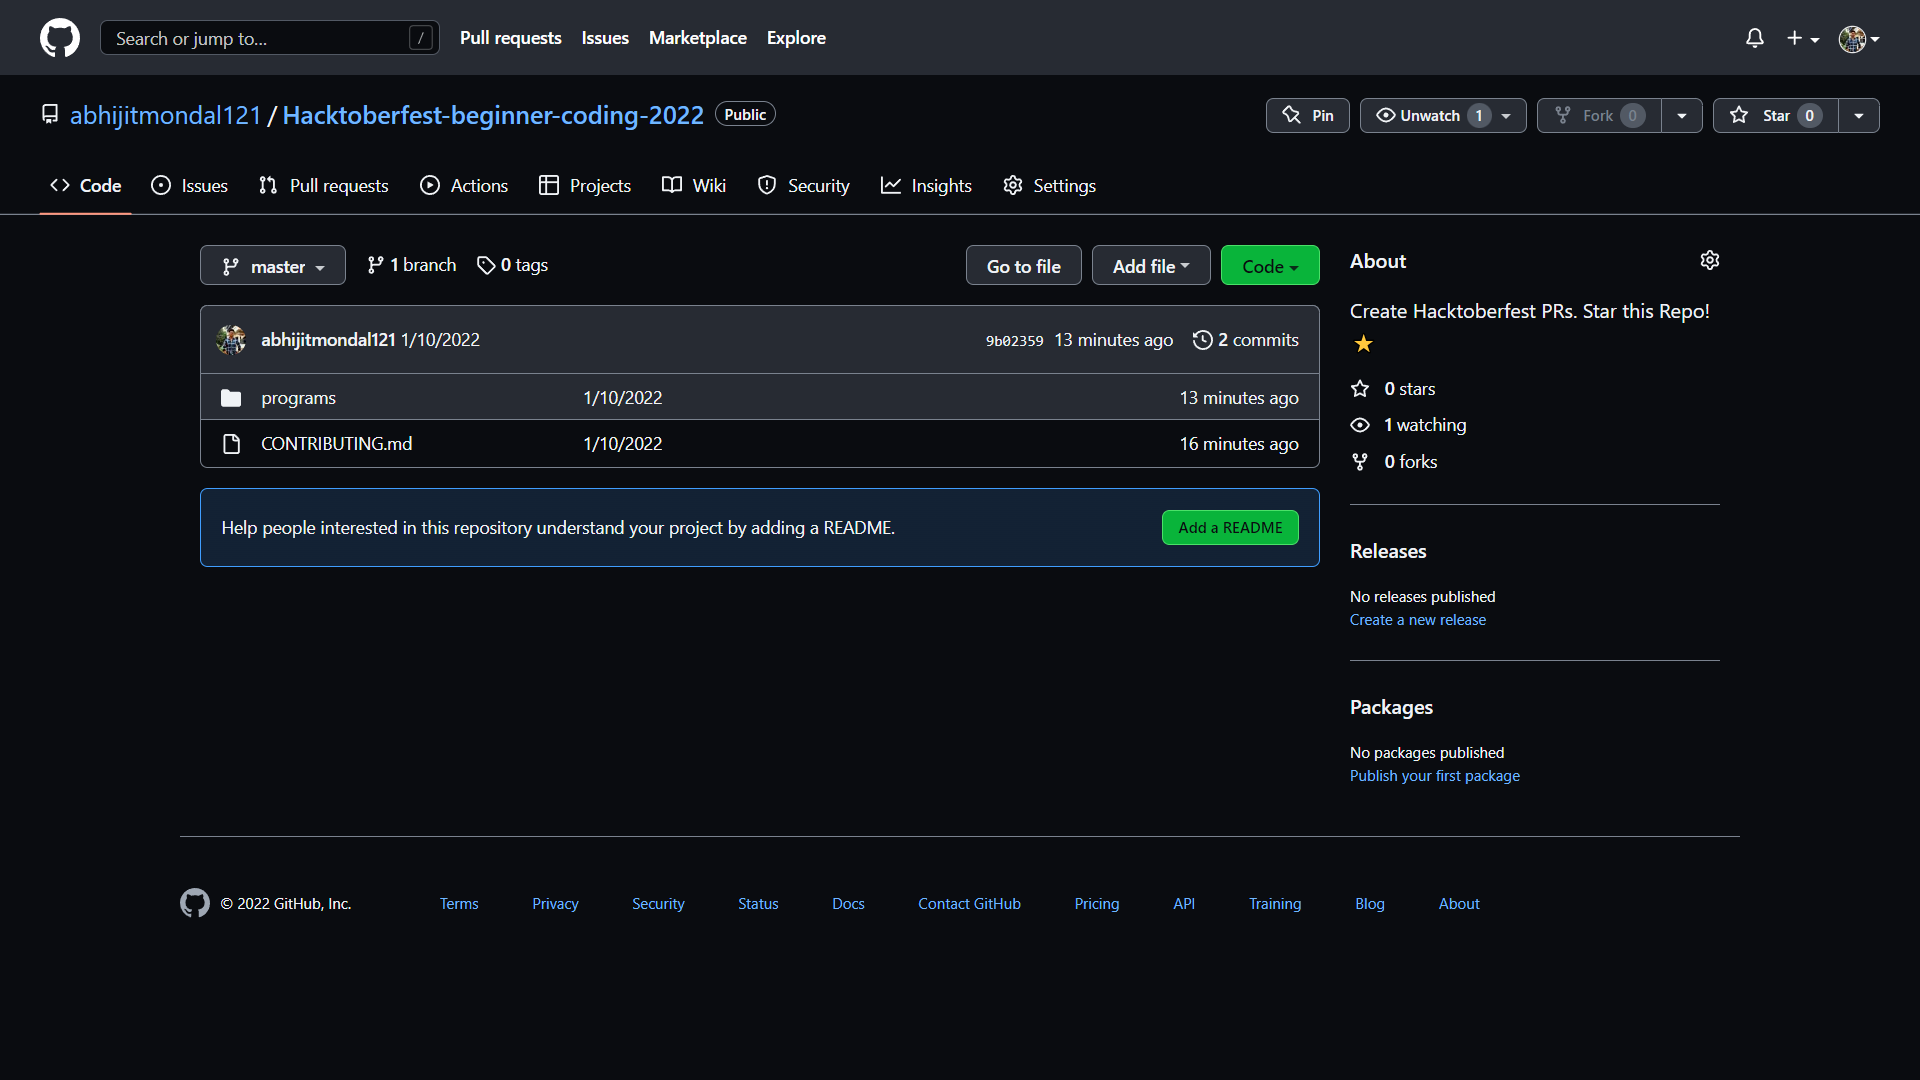 Search or jump to... /
Pull requests Issues Marketplace Explore
abhijitmondal121 / Hacktoberfest-beginner-coding-2022 Public
Pin Unwatch 1 Fork 0 Star 0
Code Issues Pull requests Actions Projects Wiki Security Insights Settings
master 1 branch 0 tags Go to file Add file Code
abhijitmondal121 1/10/2022 9b02359 13 minutes ago 2 commits
programs 1/10/2022 13 minutes ago
CONTRIBUTING.md 1/10/2022 16 minutes ago
Help people interested in this repository understand your project by adding a README. Add a README
About
Create Hacktoberfest PRs. Star this Repo!
0 stars
1 watching
0 forks
Releases
No releases published
Create a new release
Packages
No packages published
Publish your first package
© 2022 GitHub, Inc. Terms Privacy Security Status Docs Contact GitHub Pricing API Training Blog About